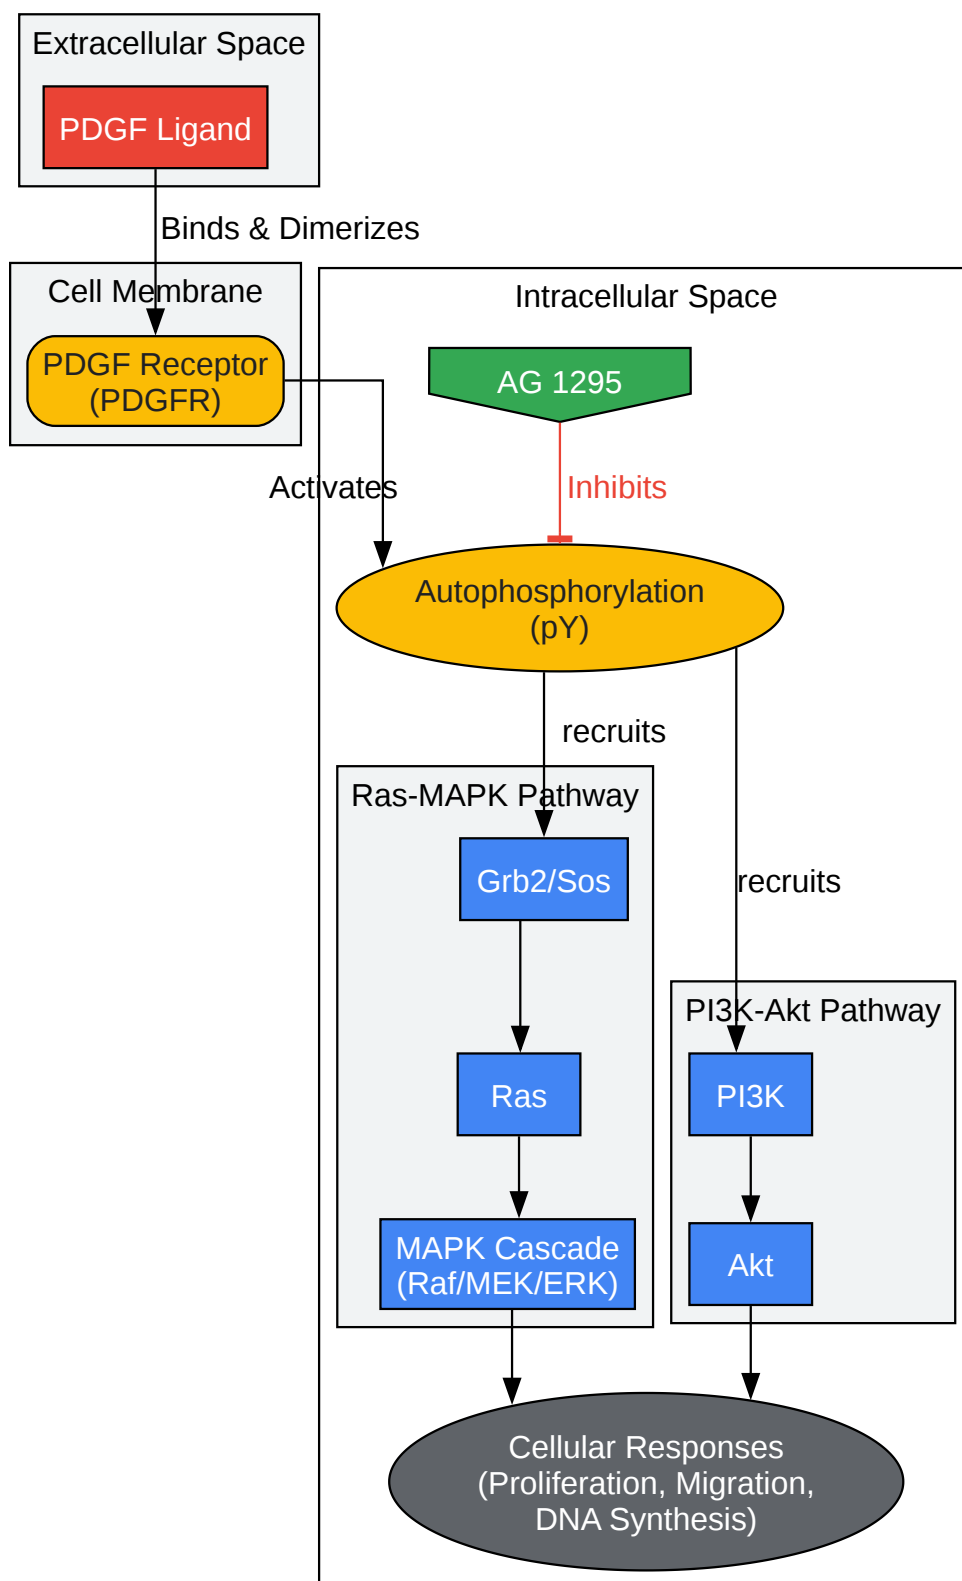 Extracellular Space
PDGF Ligand
Binds & Dimerizes
Cell Membrane
PDGF Receptor
(PDGFR)
Intracellular Space
AG 1295
Activates
Inhibits
Autophosphorylation
(pY)
recruits
Ras-MAPK Pathway
Grb2/Sos
recruits
PI3K-Akt Pathway
Ras
PI3K
MAPK Cascade
(Raf/MEK/ERK)
Akt
Cellular Responses
(Proliferation, Migration,
DNA Synthesis)